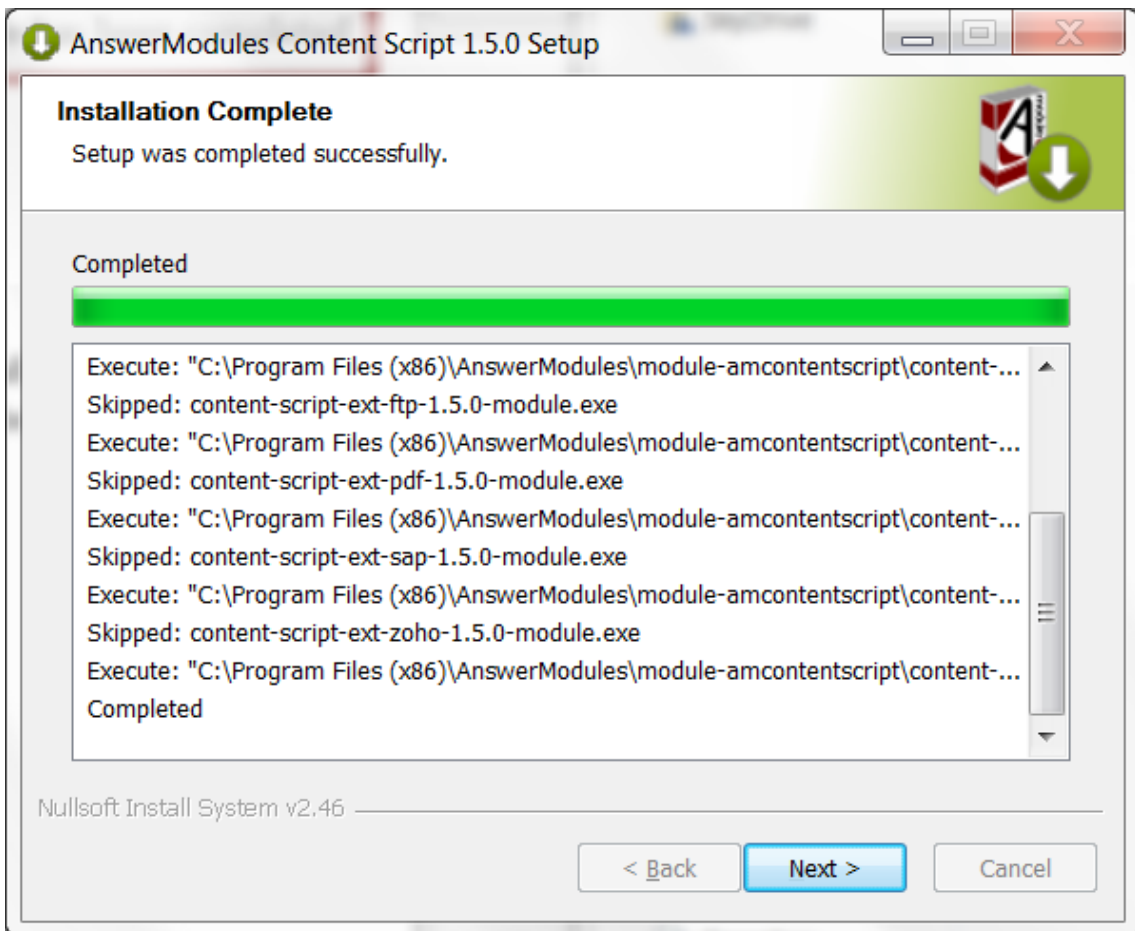 AnswerModules Content Script 1.5.0 Setup
Installation Complete
Setup was completed successfully.
Completed
Execute: "C:\Program Files (x86)\AnswerModules\module-amcontentscript\content-...
Skipped: content-script-ext-ftp-1.5.0-module.exe
Execute: "C:\Program Files (x86)\AnswerModules\module-amcontentscript\content-...
Skipped: content-script-ext-pdf-1.5.0-module.exe
Execute: "C:\Program Files (x86)\AnswerModules\module-amcontentscript\content-...
Skipped: content-script-ext-sap-1.5.0-module.exe
Execute: "C:\Program Files (x86)\AnswerModules\module-amcontentscript\content-...
Skipped: content-script-ext-zoho-1.5.0-module.exe
Execute: "C:\Program Files (x86)\AnswerModules\module-amcontentscript\content-...
Completed
Nullsoft Install System v2.46
< Back
Next >
Cancel